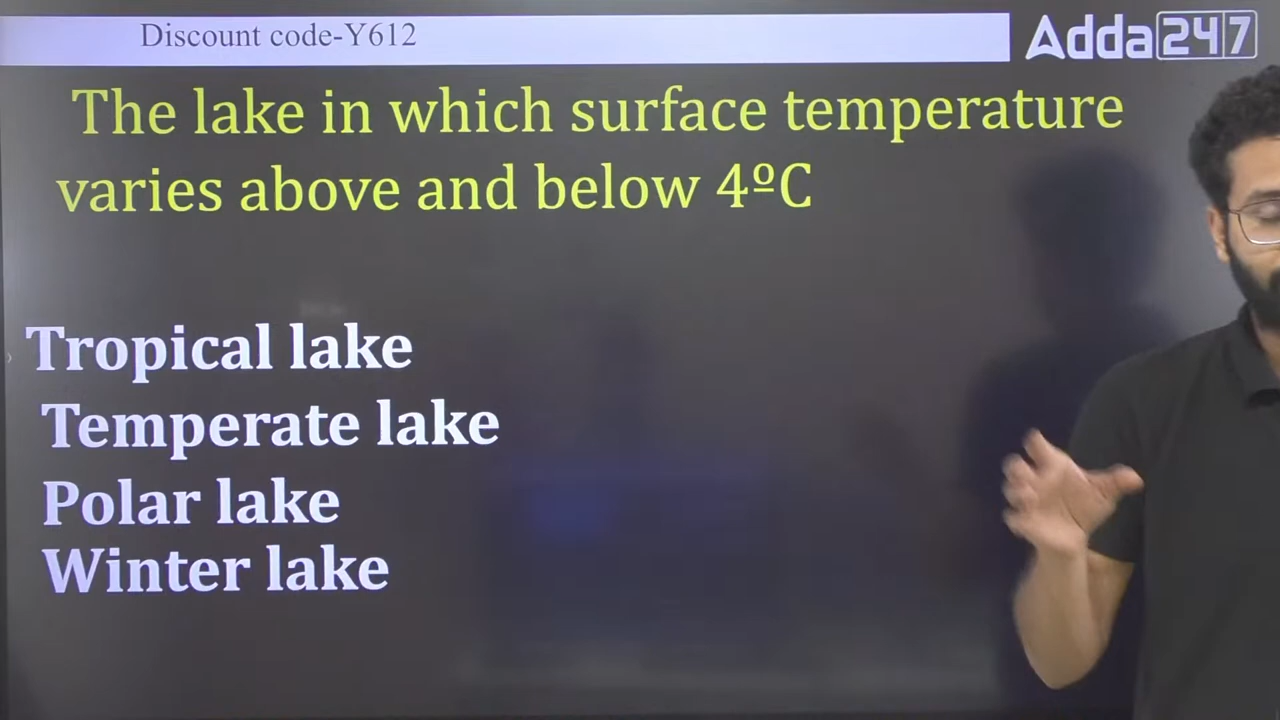 Discount code-Y612
Adda247
The lake in which surface temperature
varies above and below 4ºC
Tropical lake
Temperate lake
Polar lake
Winter lake